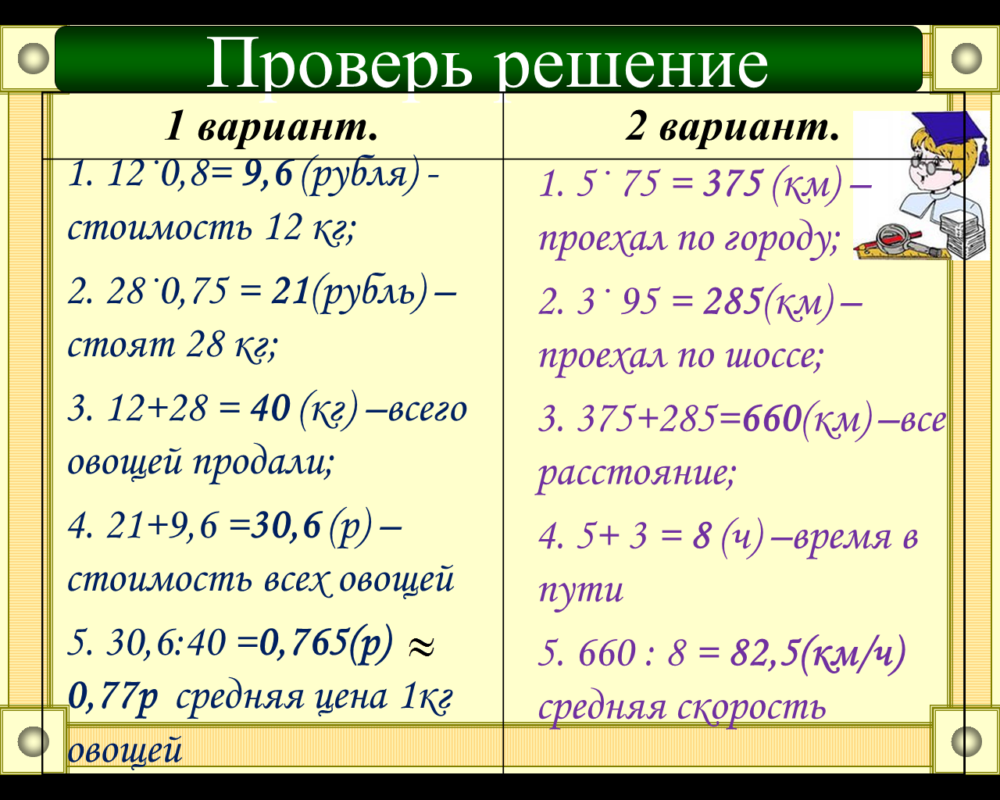 Проверь решение
1 вариант.
1. 12˙0,8= 9,6 (рубля) -
стоимость 12 кг;
2. 28˙0,75 = 21(рубль) –
стоят 28 кг;
3. 12+28 = 40 (кг) –всего
овощей продали;
4. 21+9,6 =30,6 (р) –
стоимость всех овощей
5. 30,6:40 =0,765(р) ≈
0,77р средняя цена 1кг
овощей
2 вариант.
1. 5˙ 75 = 375 (км) –
проехал по городу;
2. 3˙ 95 = 285(км) –
проехал по шоссе;
3. 375+285=660(км) –все
расстояние;
4. 5+ 3 = 8 (ч) –время в
пути
5. 660 : 8 = 82,5(км/ч)
средняя скорость